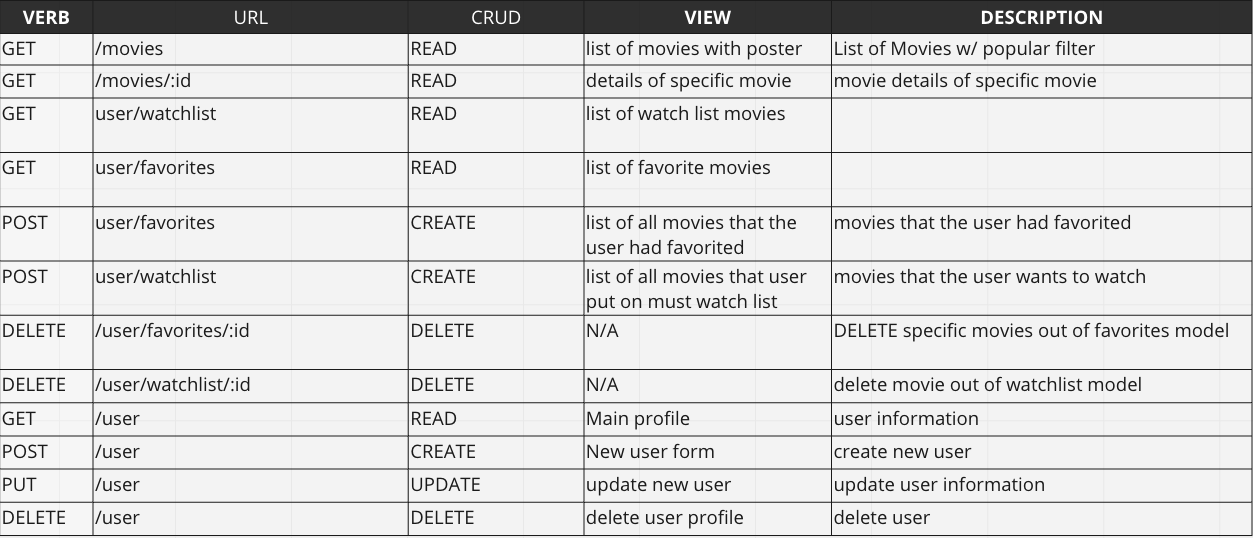 VERB URL CRUD VIEW DESCRIPTION
GET /movies READ list of movies with poster List of Movies w/ popular filter
GET /movies/:id READ details of specific movie movie details of specific movie
GET user/watchlist READ list of watch list movies
GET user/favorites READ list of favorite movies
POST user/favorites CREATE list of all movies that the movies that the user had favorited
user had favorited
POST user/watchlist CREATE list of all movies that user movies that the user wants to watch
put on must watch list
DELETE /user/favorites/:id DELETE N/A DELETE specific movies out of favorites model
DELETE /user/watchlist/:id DELETE N/A delete movie out of watchlist model
GET /user READ Main profile user information
POST /user CREATE New user form create new user
PUT /user UPDATE update new user update user information
DELETE /user DELETE delete user profile delete user